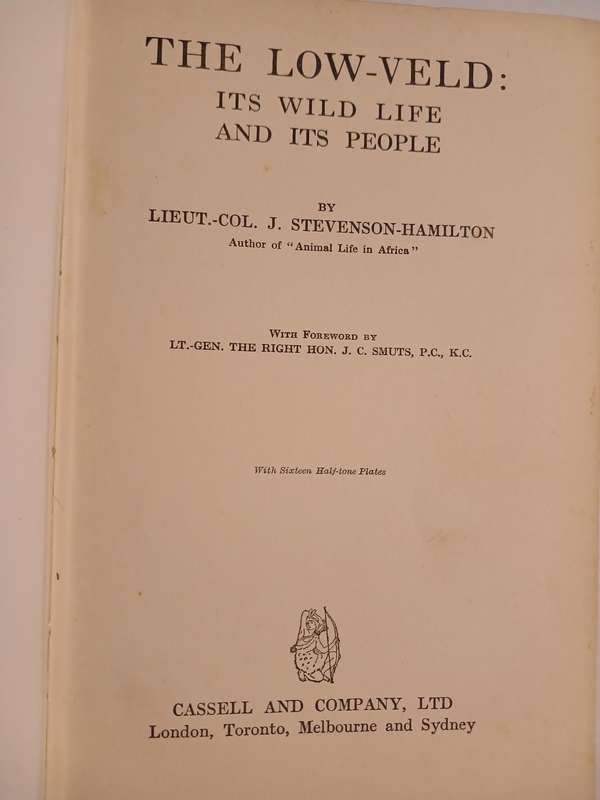 THE LOW-VELD:
ITS WILD LIFE
AND ITS PEOPLE
BY
LIEUT.-COL. J. STEVENSON-HAMILTON
Author of "Animal Life in Africa"
WITH FOREWORD BY
LT.-GEN. THE RIGHT HON. J. C. SMUTS, P.C., K.C.
With Sixteen Half-tone Plates
CASSELL AND COMPANY, LTD
London, Toronto, Melbourne and Sydney